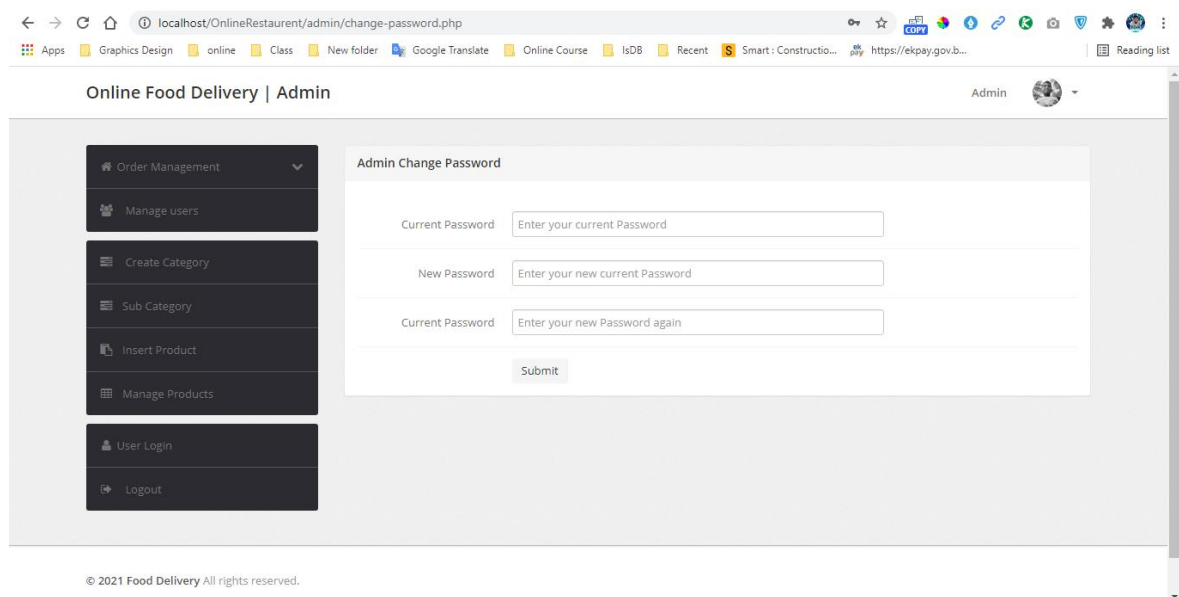 localhost/OnlineRestaurent/admin/change-password.php
COPY
Apps Graphics Design online Class New folder Google Translate Online Course IsDB Recent S Smart : Constructio... ek pay https://ekpay.gov.b... Reading list
Online Food Delivery | Admin
Admin
Order Management
Manage users
Create Category
Sub Category
Insert Product
Manage Products
User Login
Logout
Admin Change Password
Current Password Enter your current Password
New Password Enter your new current Password
Current Password Enter your new Password again
Submit
© 2021 Food Delivery All rights reserved.